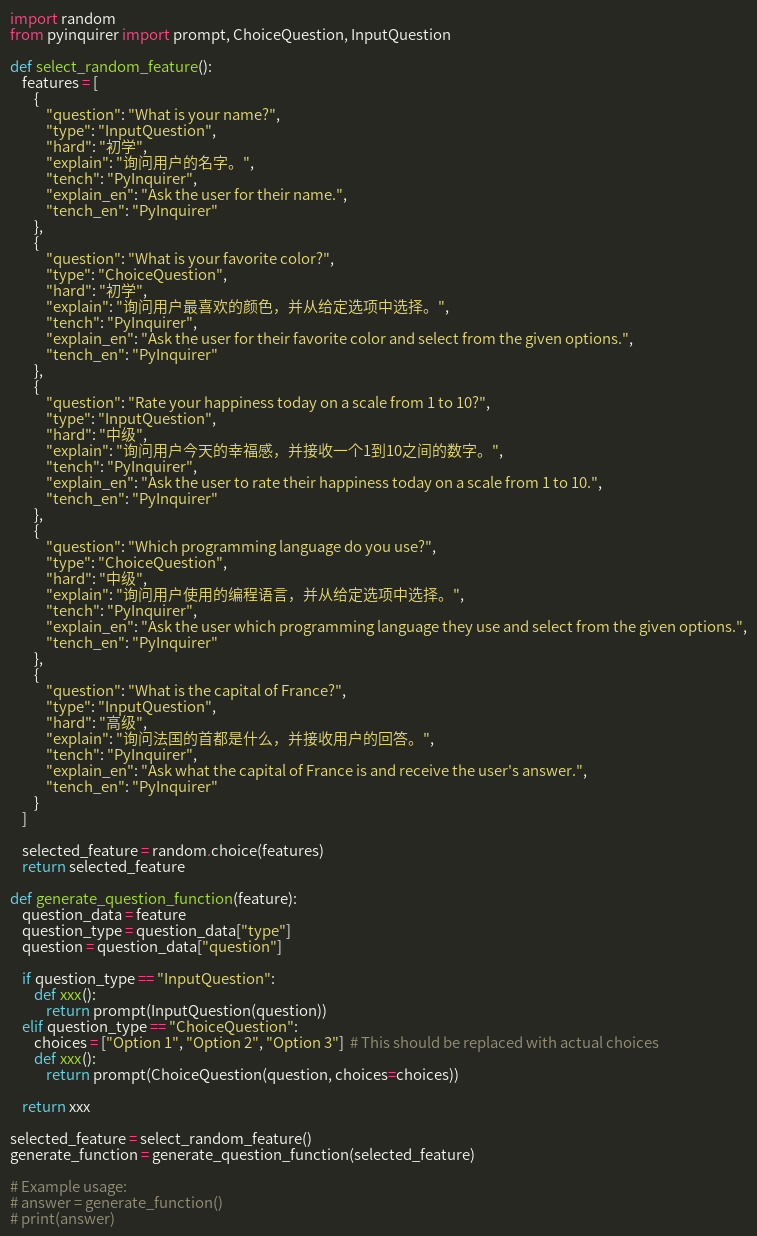 import random
from pyinquirer import prompt, ChoiceQuestion, InputQuestion

def select_random_feature():
    features = [
        {
            "question": "What is your name?",
            "type": "InputQuestion",
            "hard": "初学",
            "explain": "询问用户的名字。",
            "tench": "PyInquirer",
            "explain_en": "Ask the user for their name.",
            "tench_en": "PyInquirer"
        },
        {
            "question": "What is your favorite color?",
            "type": "ChoiceQuestion",
            "hard": "初学",
            "explain": "询问用户最喜欢的颜色，并从给定选项中选择。",
            "tench": "PyInquirer",
            "explain_en": "Ask the user for their favorite color and select from the given options.",
            "tench_en": "PyInquirer"
        },
        {
            "question": "Rate your happiness today on a scale from 1 to 10?",
            "type": "InputQuestion",
            "hard": "中级",
            "explain": "询问用户今天的幸福感，并接收一个1到10之间的数字。",
            "tench": "PyInquirer",
            "explain_en": "Ask the user to rate their happiness today on a scale from 1 to 10.",
            "tench_en": "PyInquirer"
        },
        {
            "question": "Which programming language do you use?",
            "type": "ChoiceQuestion",
            "hard": "中级",
            "explain": "询问用户使用的编程语言，并从给定选项中选择。",
            "tench": "PyInquirer",
            "explain_en": "Ask the user which programming language they use and select from the given options.",
            "tench_en": "PyInquirer"
        },
        {
            "question": "What is the capital of France?",
            "type": "InputQuestion",
            "hard": "高级",
            "explain": "询问法国的首都是什么，并接收用户的回答。",
            "tench": "PyInquirer",
            "explain_en": "Ask what the capital of France is and receive the user's answer.",
            "tench_en": "PyInquirer"
        }
    ]

    selected_feature = random.choice(features)
    return selected_feature

def generate_question_function(feature):
    question_data = feature
    question_type = question_data["type"]
    question = question_data["question"]

    if question_type == "InputQuestion":
        def xxx():
            return prompt(InputQuestion(question))
    elif question_type == "ChoiceQuestion":
        choices = ["Option 1", "Option 2", "Option 3"]  # This should be replaced with actual choices
        def xxx():
            return prompt(ChoiceQuestion(question, choices=choices))

    return xxx

selected_feature = select_random_feature()
generate_function = generate_question_function(selected_feature)

# Example usage:
# answer = generate_function()
# print(answer)